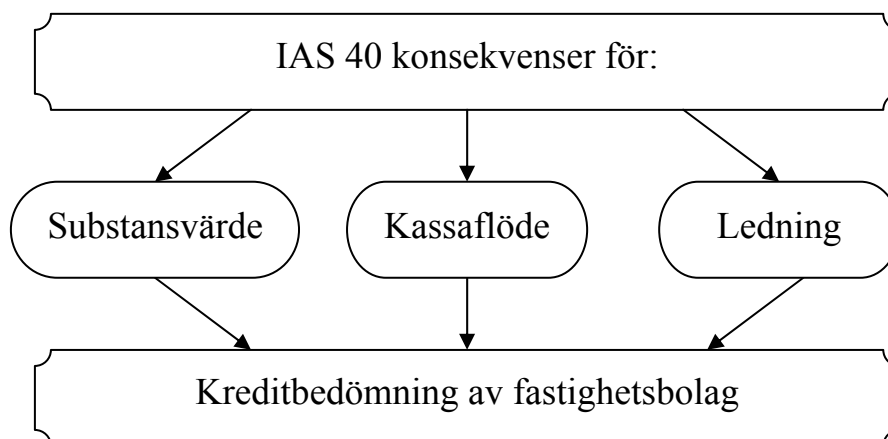 IAS 40 konsekvenser för:
Substansvärde
Kassaflöde
Ledning
Kreditbedömning av fastighetsbolag